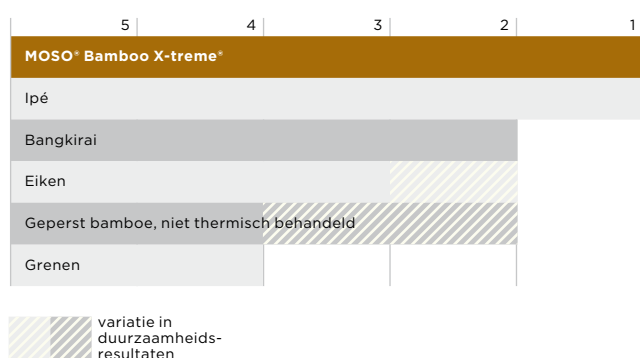 5 4 3 2 1
MOSO® Bamboo X-treme®
Ipé
Bangkirai
Eiken
Geperst bamboe, niet thermisch behandeld
Grenen
variatie in
duurzaamheids-
resultaten